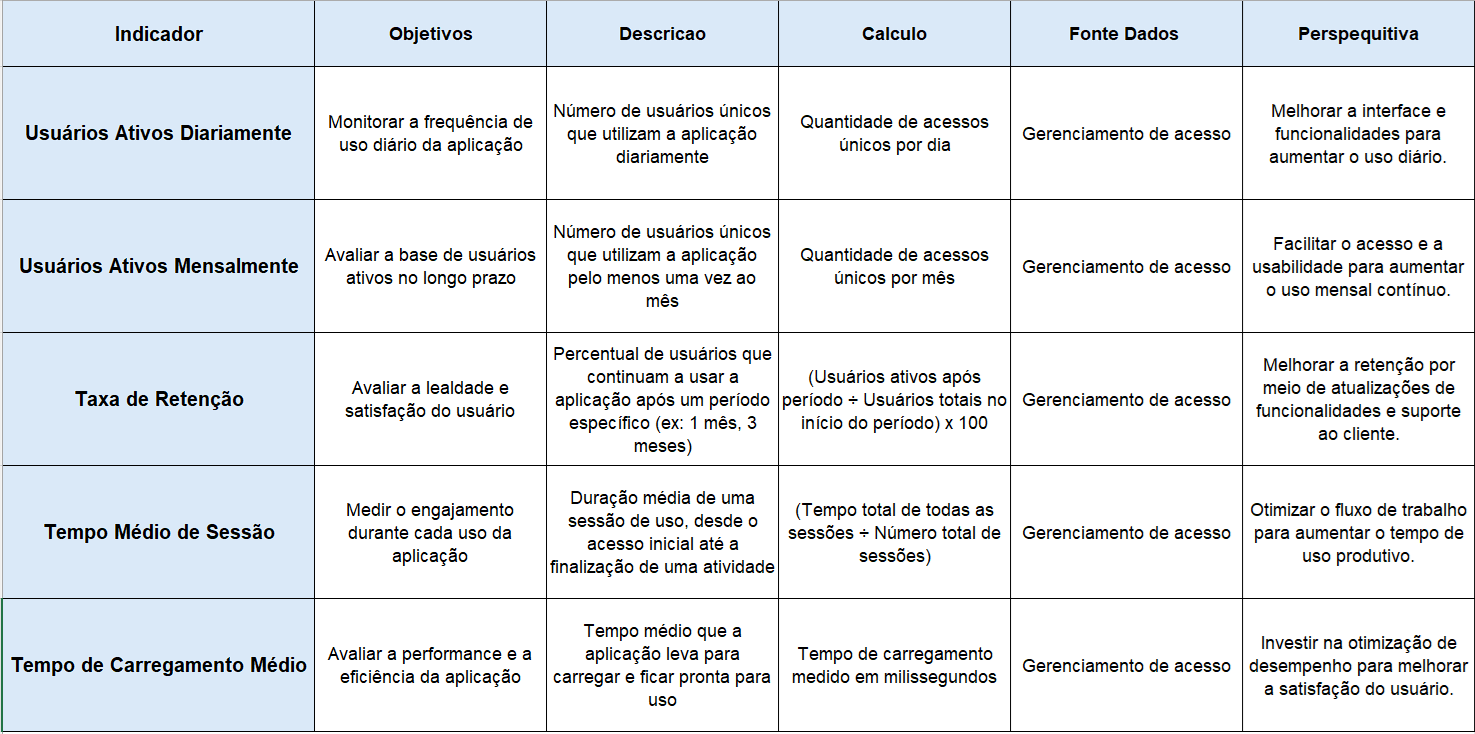 Indicador
Objetivos
Descricao
Calculo
Fonte Dados
Perspequitiva
Usuários Ativos Diariamente
Monitorar a frequência de
uso diário da aplicação
Número de usuários únicos
que utilizam a aplicação
diariamente
Quantidade de acessos
únicos por dia
Gerenciamento de acesso
Melhorar a interface e
funcionalidades para
aumentar o uso diário.
Usuários Ativos Mensalmente
Avaliar a base de usuários
ativos no longo prazo
Número de usuários únicos
que utilizam a aplicação
pelo menos uma vez ao
mês
Quantidade de acessos
únicos por mês
Gerenciamento de acesso
Facilitar o acesso e a
usabilidade para aumentar
o uso mensal contínuo.
Taxa de Retenção
Avaliar a lealdade e
satisfação do usuário
Percentual de usuários que
continuam a usar a
aplicação após um período
específico (ex: 1 mês, 3
meses)
(Usuários ativos após
período ÷ Usuários totais no
início do período) x 100
Gerenciamento de acesso
Melhorar a retenção por
meio de atualizações de
funcionalidades e suporte
ao cliente.
Tempo Médio de Sessão
Medir o engajamento
durante cada uso da
aplicação
Duração média de uma
sessão de uso, desde o
acesso inicial até a
finalização de uma atividade
(Tempo total de todas as
sessões ÷ Número total de
sessões)
Gerenciamento de acesso
Otimizar o fluxo de trabalho
para aumentar o tempo de
uso produtivo.
Tempo de Carregamento Médio
Avaliar a performance e a
eficiência da aplicação
Tempo médio que a
aplicação leva para
carregar e ficar pronta para
uso
Tempo de carregamento
medido em milissegundos
Gerenciamento de acesso
Investir na otimização de
desempenho para melhorar
a satisfação do usuário.